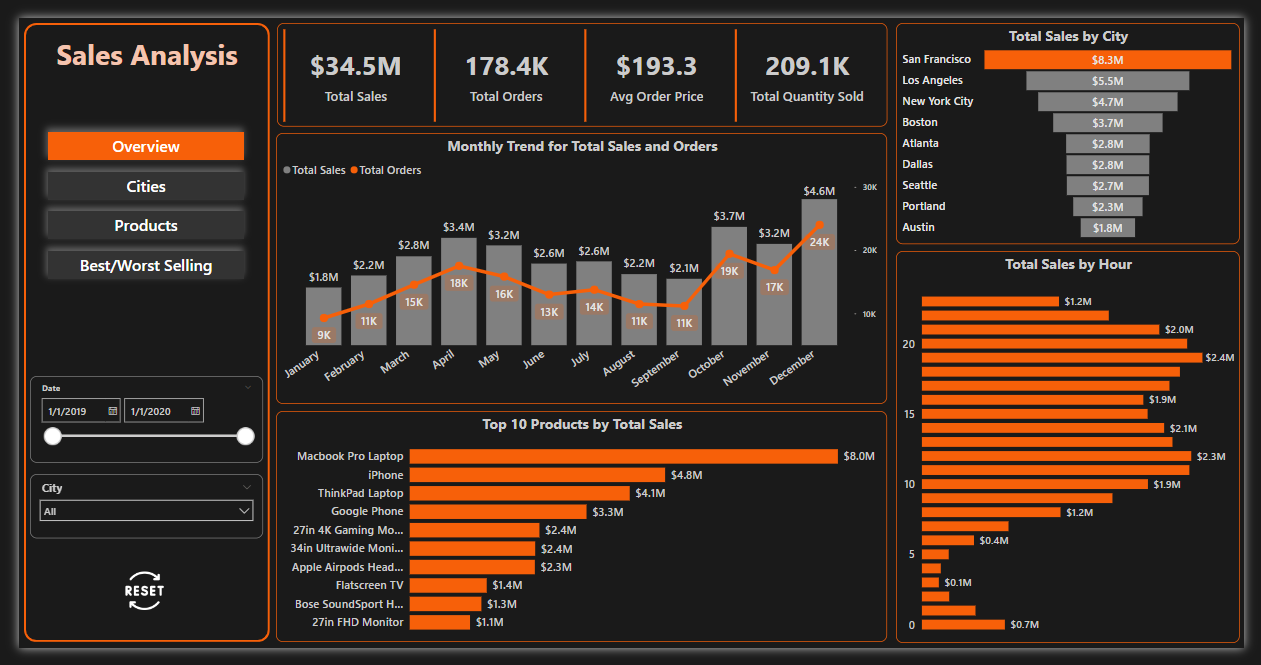 Sales Analysis
Overview
Cities
Products
Best/Worst Selling
Date
1/1/2019 1/1/2020
City
All
RESET
$34.5M 178.4K $193.3 209.1K
Total Sales Total Orders Avg Order Price Total Quantity Sold
Monthly Trend for Total Sales and Orders
Total Sales Total Orders
$1.8M $2.2M $2.8M $3.4M $3.2M $2.6M $2.6M $2.2M $2.1M $3.7M $3.2M $4.6M
9K 11K 15K 18K 16K 13K 14K 11K 11K 19K 17K 24K
30K
20K
10K
January February March April May June July August September October November December
Top 10 Products by Total Sales
Macbook Pro Laptop $8.0M
iPhone $4.8M
ThinkPad Laptop $4.1M
Google Phone $3.3M
27in 4K Gaming Mo... $2.4M
34in Ultrawide Moni... $2.4M
Apple Airpods Head... $2.3M
Flatscreen TV $1.4M
Bose SoundSport H... $1.3M
27in FHD Monitor $1.1M
Total Sales by City
San Francisco $8.3M
Los Angeles $5.5M
New York City $4.7M
Boston $3.7M
Atlanta $2.8M
Dallas $2.8M
Seattle $2.7M
Portland $2.3M
Austin $1.8M
Total Sales by Hour
$1.2M
$2.0M
20
$2.4M
$1.9M
15
$2.1M
$2.3M
10 $1.9M
$1.2M
$0.4M
5
$0.1M
0 $0.7M